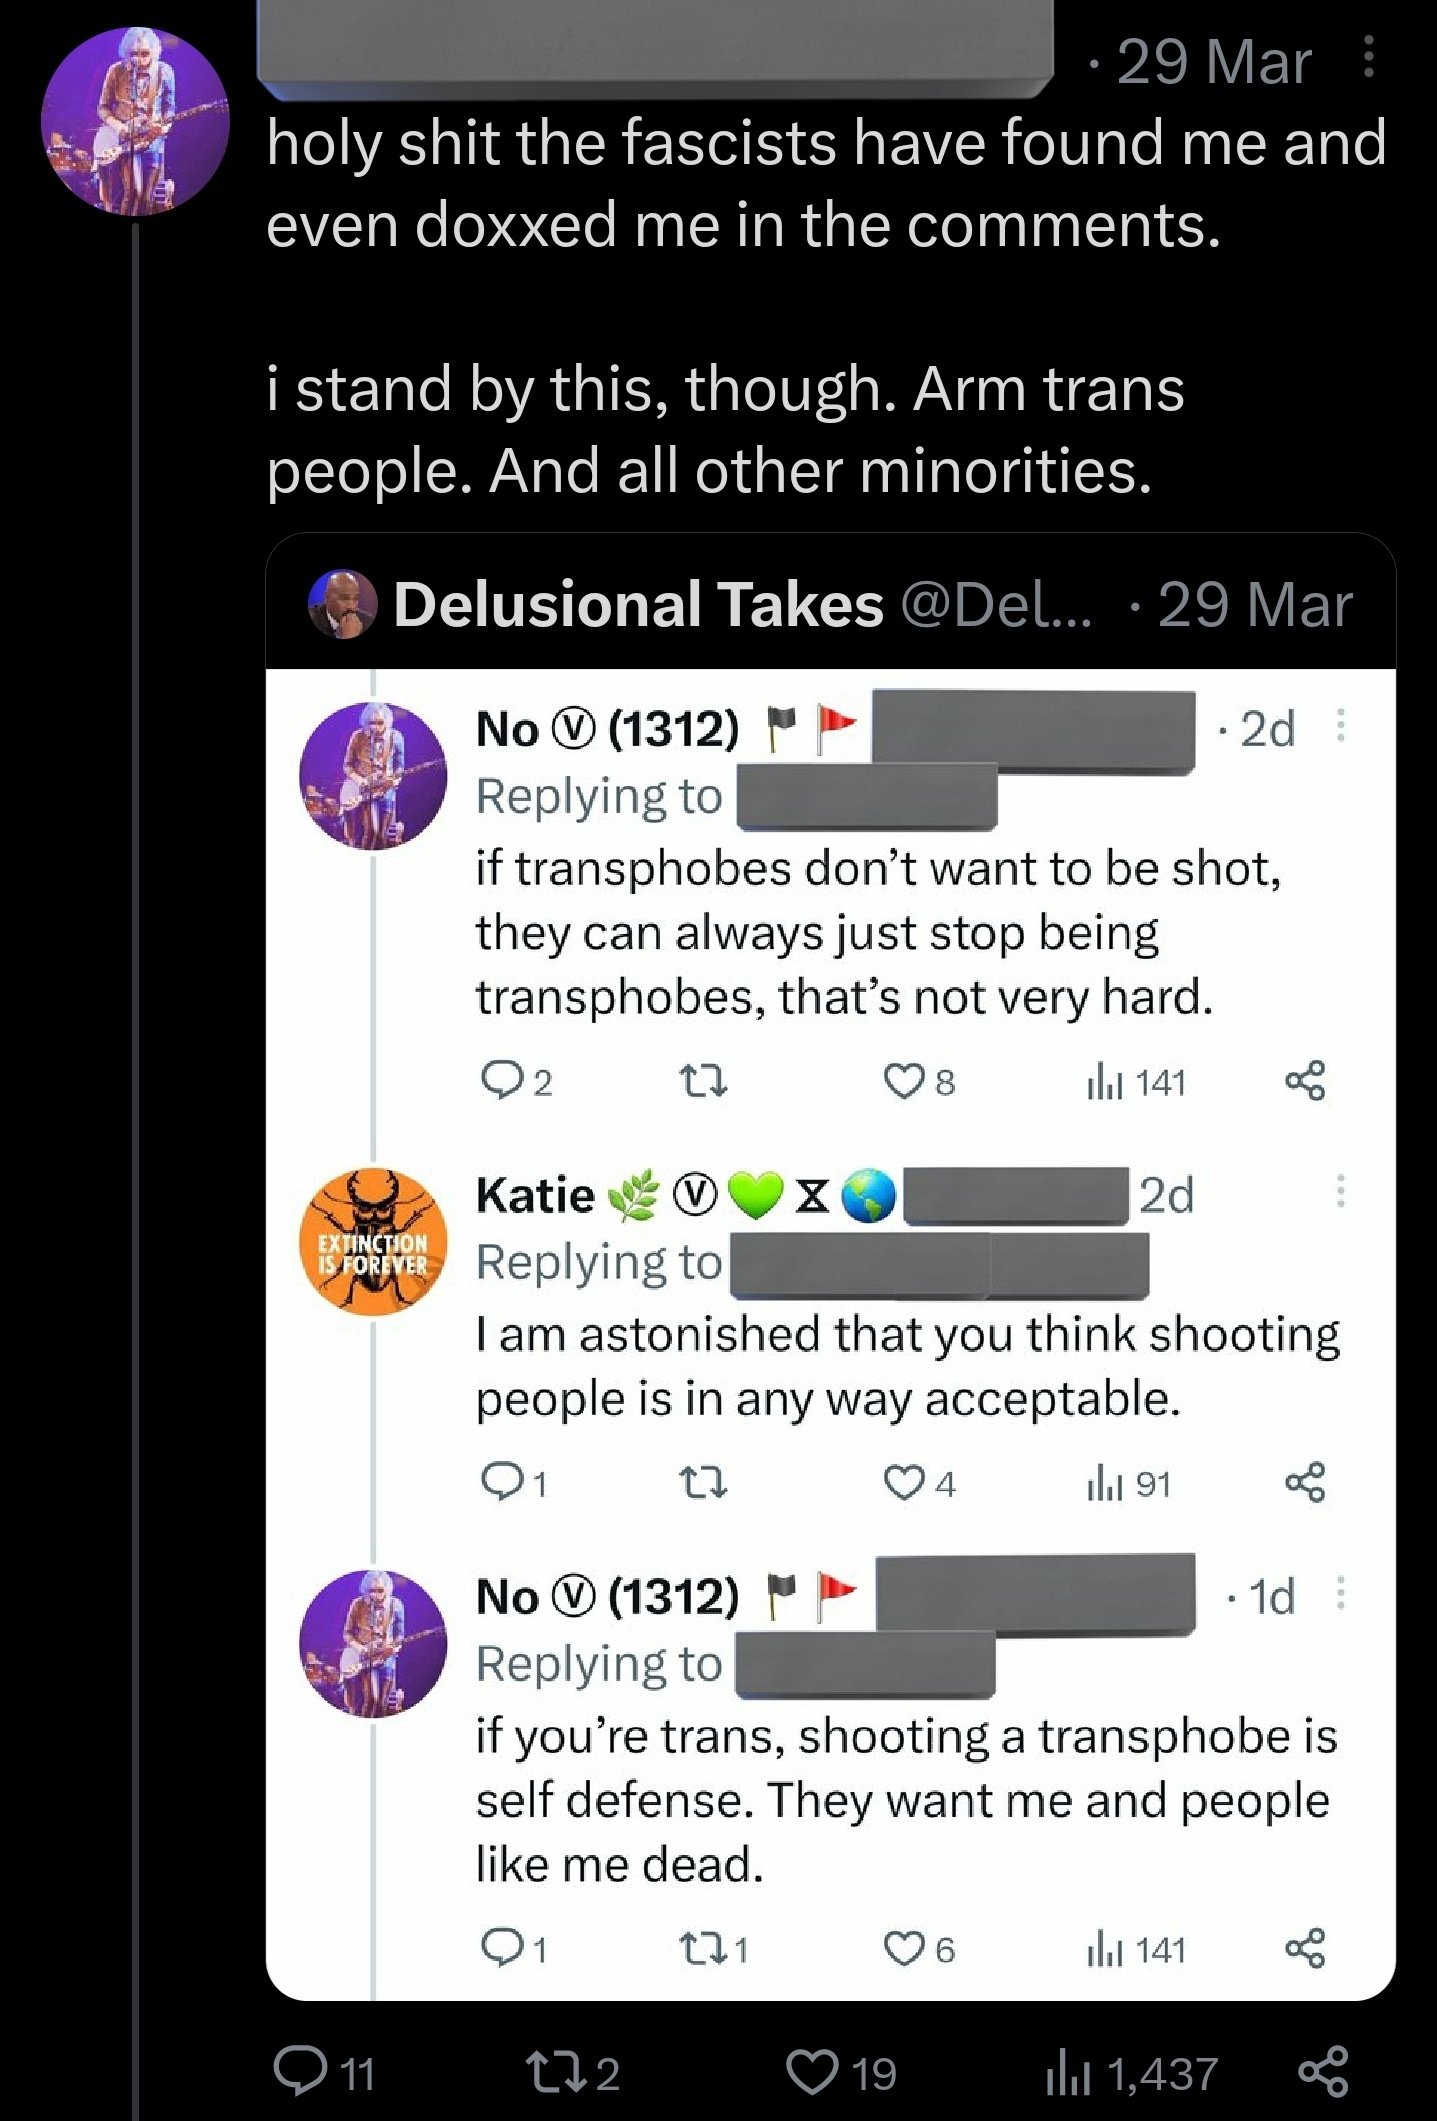 · 29 Mar
holy shit the fascists have found me and
even doxxed me in the comments.
i stand by this, though. Arm trans
people. And all other minorities.
Delusional Takes @Del... · 29 Mar
No Ⓥ (1312) 🏴 🚩 · 2d
Replying to
if transphobes don't want to be shot,
they can always just stop being
transphobes, that's not very hard.
2 8 141
Katie 🌿 Ⓥ 💚 ⧖ 🌎 2d
EXTINCTION
IS FOREVER
Replying to
I am astonished that you think shooting
people is in any way acceptable.
1 4 91
No Ⓥ (1312) 🏴 🚩 · 1d
Replying to
if you're trans, shooting a transphobe is
self defense. They want me and people
like me dead.
1 1 6 141
11 2 19 1,437